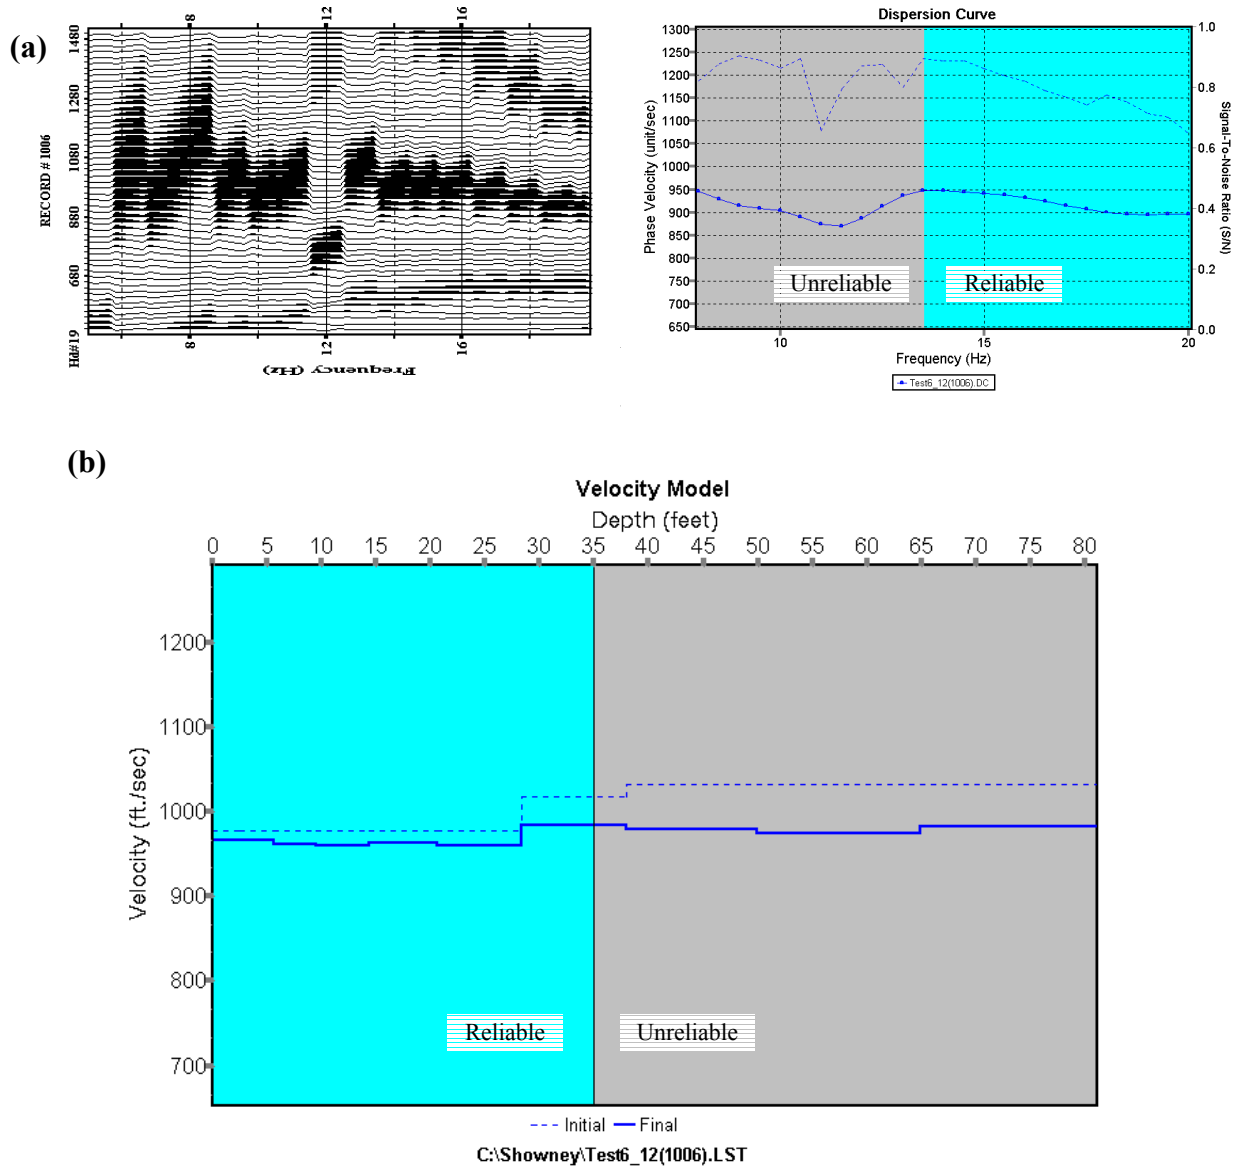 (a)
RECORD # 1006
1480
1280
1080
880
680
Hd#19
8
12
16
8
12
16
Frequency (Hz)
Dispersion Curve
Phase Velocity (unit/sec)
1300
1250
1200
1150
1100
1050
1000
950
900
850
800
750
700
650
1.0
0.8
0.6
0.4
0.2
0.0
Signal-To-Noise Ratio (S/N)
Unreliable
Reliable
10
15
20
Frequency (Hz)
Test6_12(1006).DC
(b)
Velocity Model
Depth (feet)
0 5 10 15 20 25 30 35 40 45 50 55 60 65 70 75 80
Velocity (ft./sec)
1200
1100
1000
900
800
700
Reliable
Unreliable
Initial Final
C:\Showney\Test6_12(1006).LST